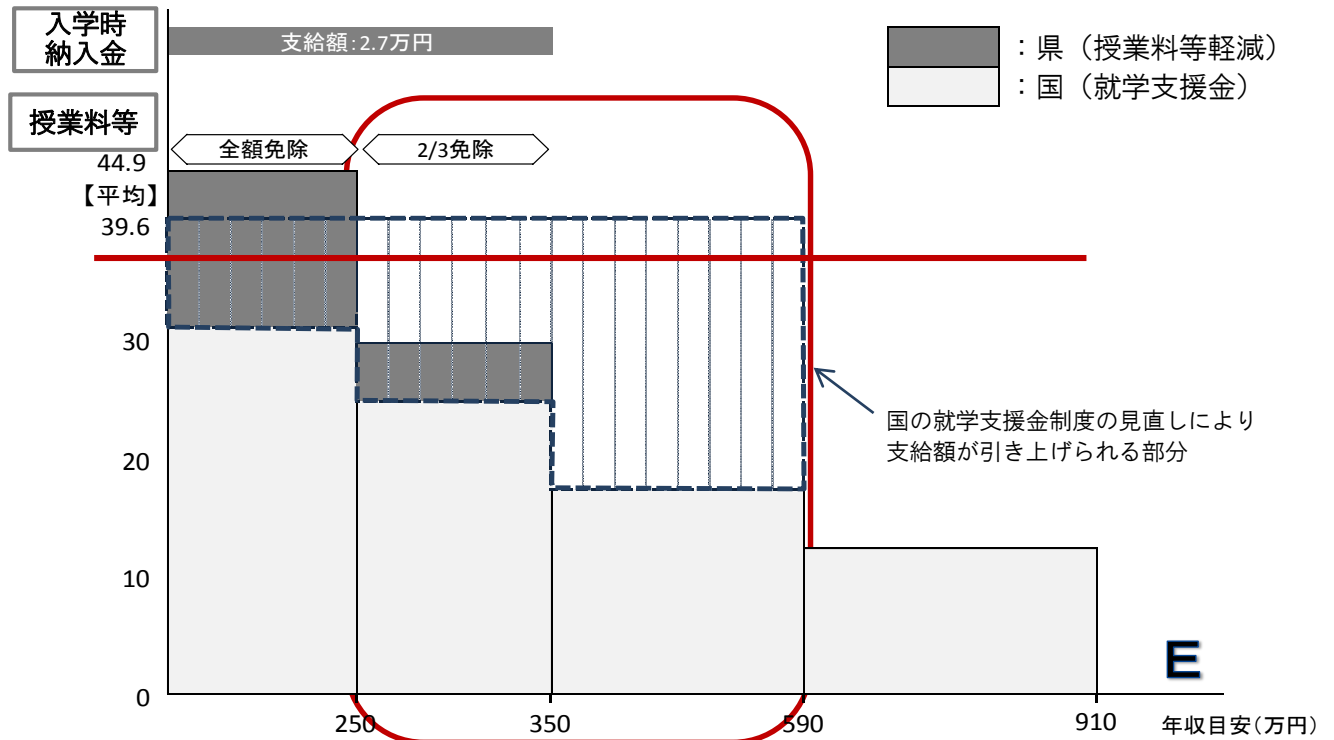 入学時
納入金
支給額：2.7万円
：県（授業料等軽減）
：国（就学支援金）
授業料等
全額免除
2/3免除
44.9
【平均】
39.6
30
20
10
0
国の就学支援金制度の見直しにより
支給額が引き上げられる部分
E
250
350
590
910
年収目安(万円)